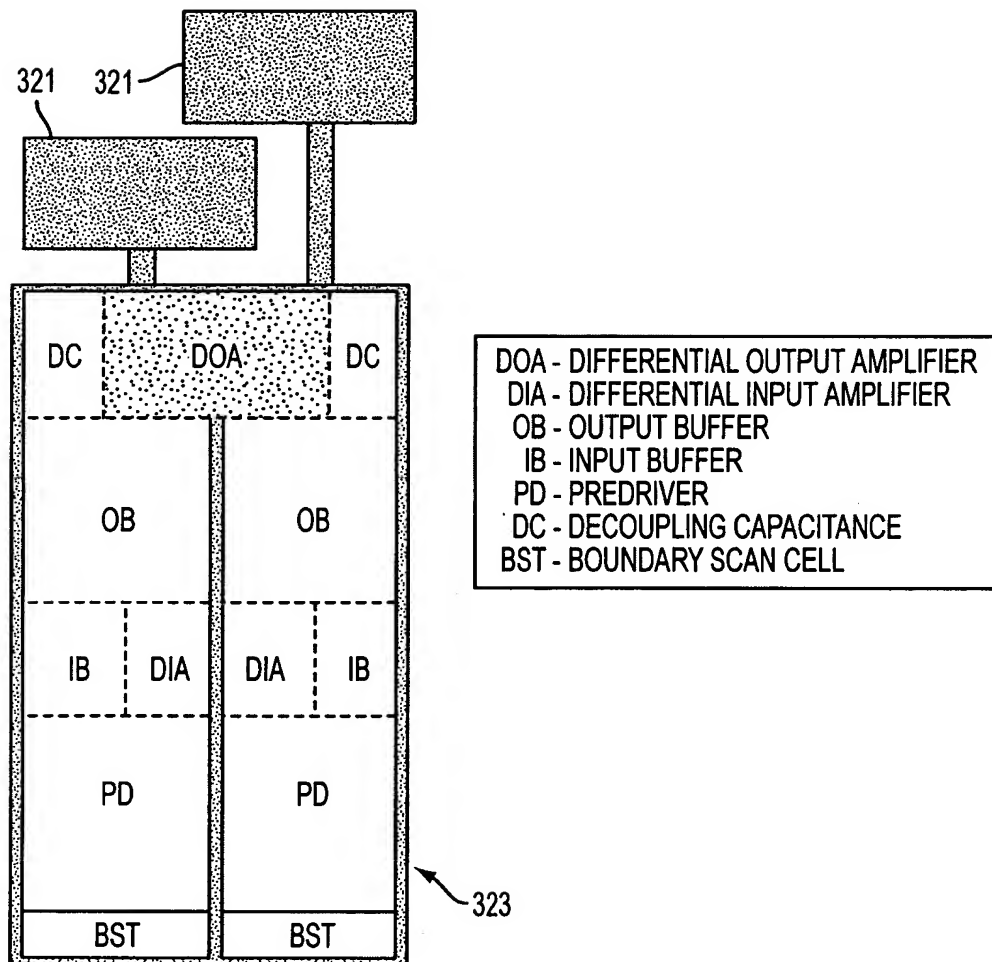 321
321
DC DOA DC
OB OB
IB DIA DIA IB
PD PD
BST BST
323
DOA - DIFFERENTIAL OUTPUT AMPLIFIER
DIA - DIFFERENTIAL INPUT AMPLIFIER
OB - OUTPUT BUFFER
IB - INPUT BUFFER
PD - PREDRIVER
DC - DECOUPLING CAPACITANCE
BST - BOUNDARY SCAN CELL